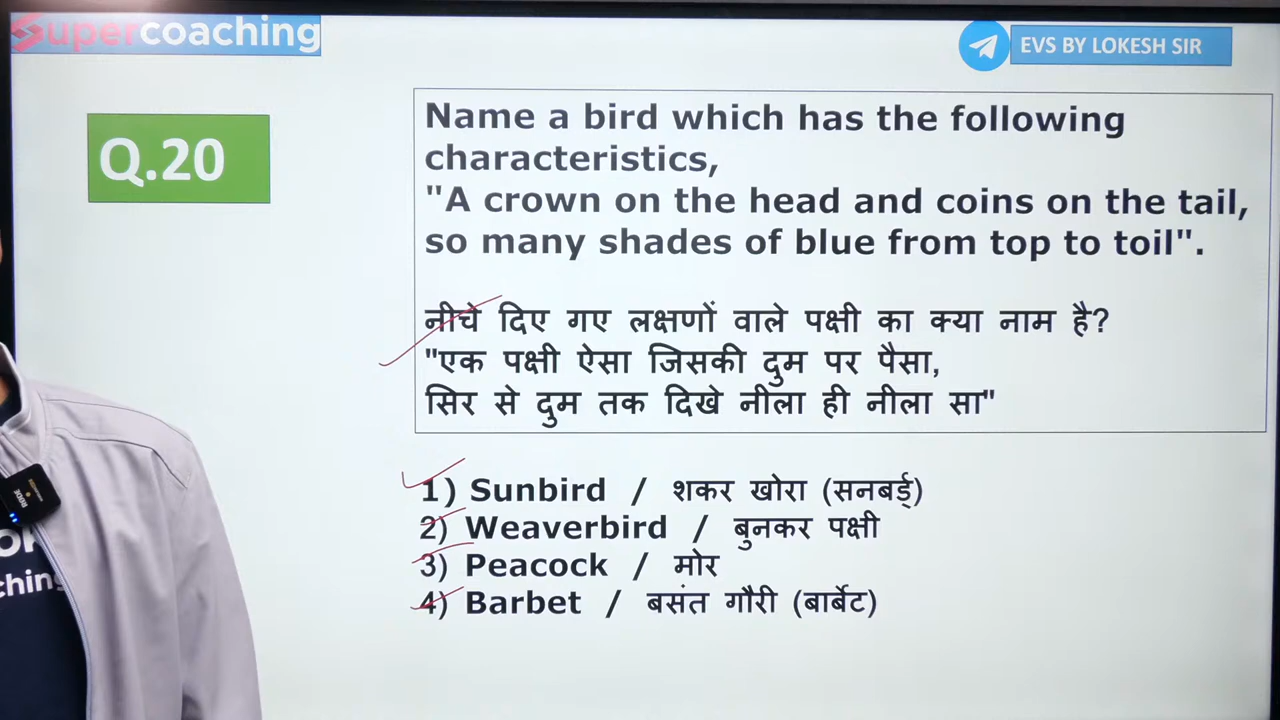 Supercoaching
EVS BY LOKESH SIR
Q.20
Name a bird which has the following
characteristics,
"A crown on the head and coins on the tail,
so many shades of blue from top to toil".
नीचे दिए गए लक्षणों वाले पक्षी का क्या नाम है?
"एक पक्षी ऐसा जिसकी दुम पर पैसा,
सिर से दुम तक दिखे नीला ही नीला सा"
1) Sunbird / शकर खोरा (सनबर्ड्)
2) Weaverbird / बुनकर पक्षी
3) Peacock / मोर
4) Barbet / बसंत गौरी (बार्बेट)
RODE
ching